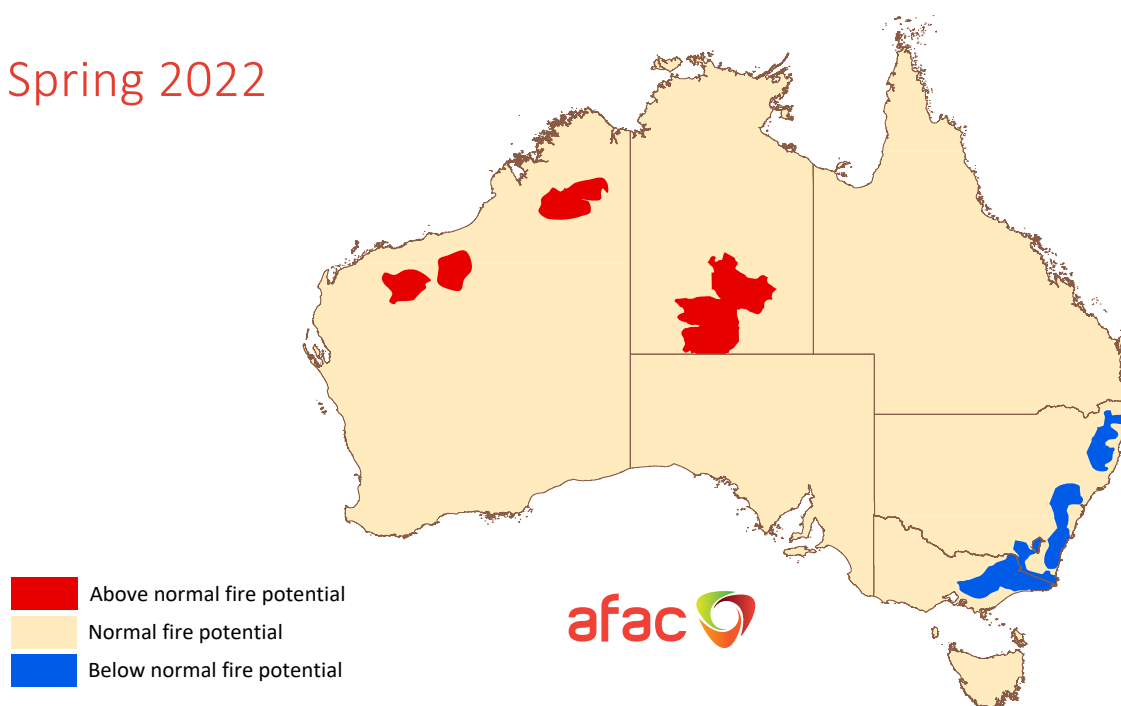 Spring 2022
Above normal fire potential
Normal fire potential
Below normal fire potential
afac